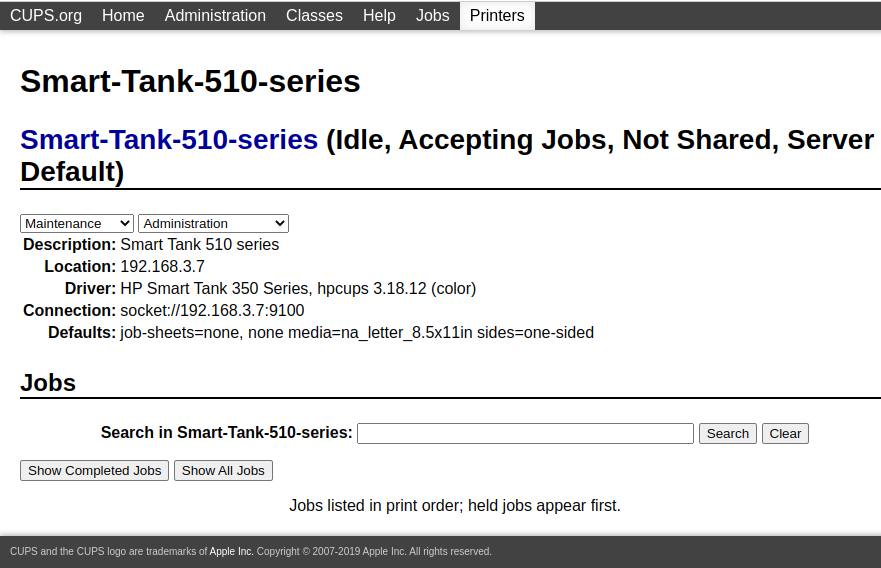 CUPS.org Home Administration Classes Help Jobs Printers
Smart-Tank-510-series
Smart-Tank-510-series (Idle, Accepting Jobs, Not Shared, Server
Default)
Maintenance Administration
Description: Smart Tank 510 series
Location: 192.168.3.7
Driver: HP Smart Tank 350 Series, hpcups 3.18.12 (color)
Connection: socket://192.168.3.7:9100
Defaults: job-sheets=none, none media=na_letter_8.5x11in sides=one-sided
Jobs
Search in Smart-Tank-510-series: Search Clear
Show Completed Jobs Show All Jobs
Jobs listed in print order; held jobs appear first.
CUPS and the CUPS logo are trademarks of Apple Inc. Copyright © 2007-2019 Apple Inc. All rights reserved.